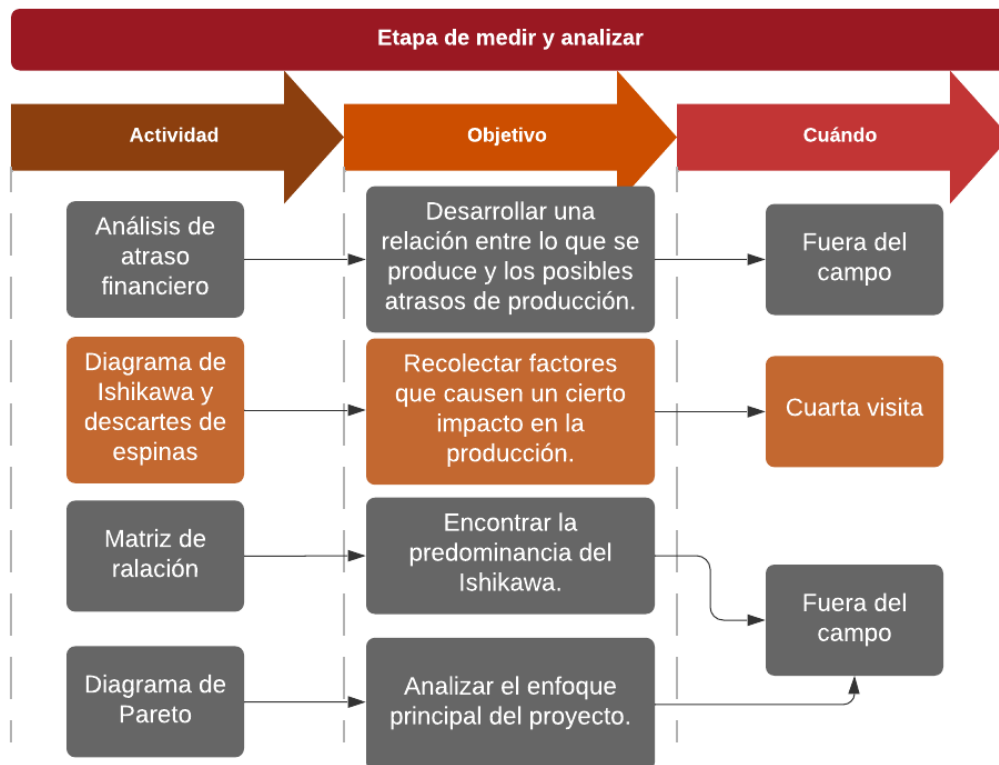 Etapa de medir y analizar
Actividad
Objetivo
Cuándo
Análisis de
atraso
financiero
Desarrollar una
relación entre lo que se
produce y los posibles
atrasos de producción.
Fuera del
campo
Diagrama de
Ishikawa y
descartes de
espinas
Recolectar factores
que causen un cierto
impacto en la
producción.
Cuarta visita
Matriz de
ralación
Encontrar la
predominancia del
Ishikawa.
Fuera del
campo
Diagrama de
Pareto
Analizar el enfoque
principal del proyecto.